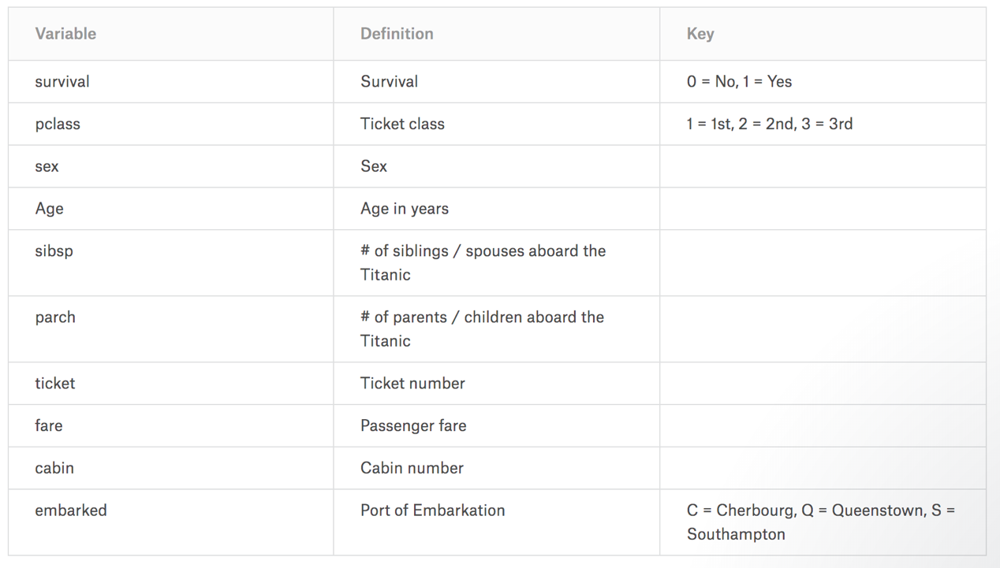 Variable Definition Key
survival Survival 0 = No, 1 = Yes
pclass Ticket class 1 = 1st, 2 = 2nd, 3 = 3rd
sex Sex
Age Age in years
sibsp # of siblings / spouses aboard the
Titanic
parch # of parents / children aboard the
Titanic
ticket Ticket number
fare Passenger fare
cabin Cabin number
embarked Port of Embarkation C = Cherbourg, Q = Queenstown, S =
Southampton